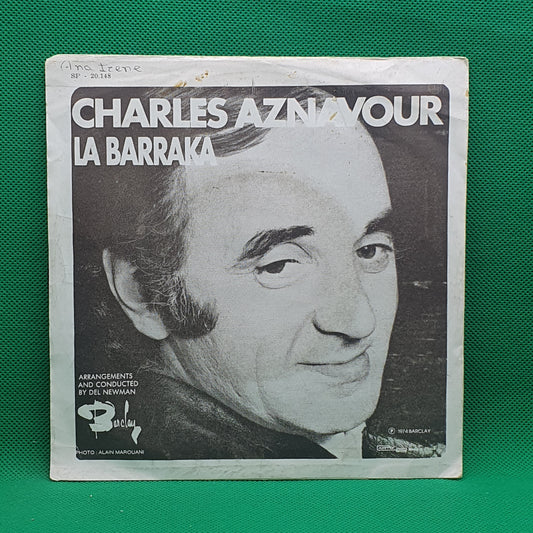 Ana Irene
SP - 20.148
CHARLES AZNAVOUR
LA BARRAKA
ARRANGEMENTS
AND CONDUCTED
BY DEL NEWMAN
Barclay
℗ 1974 BARCLAY
PHOTO : ALAIN MAROUANI